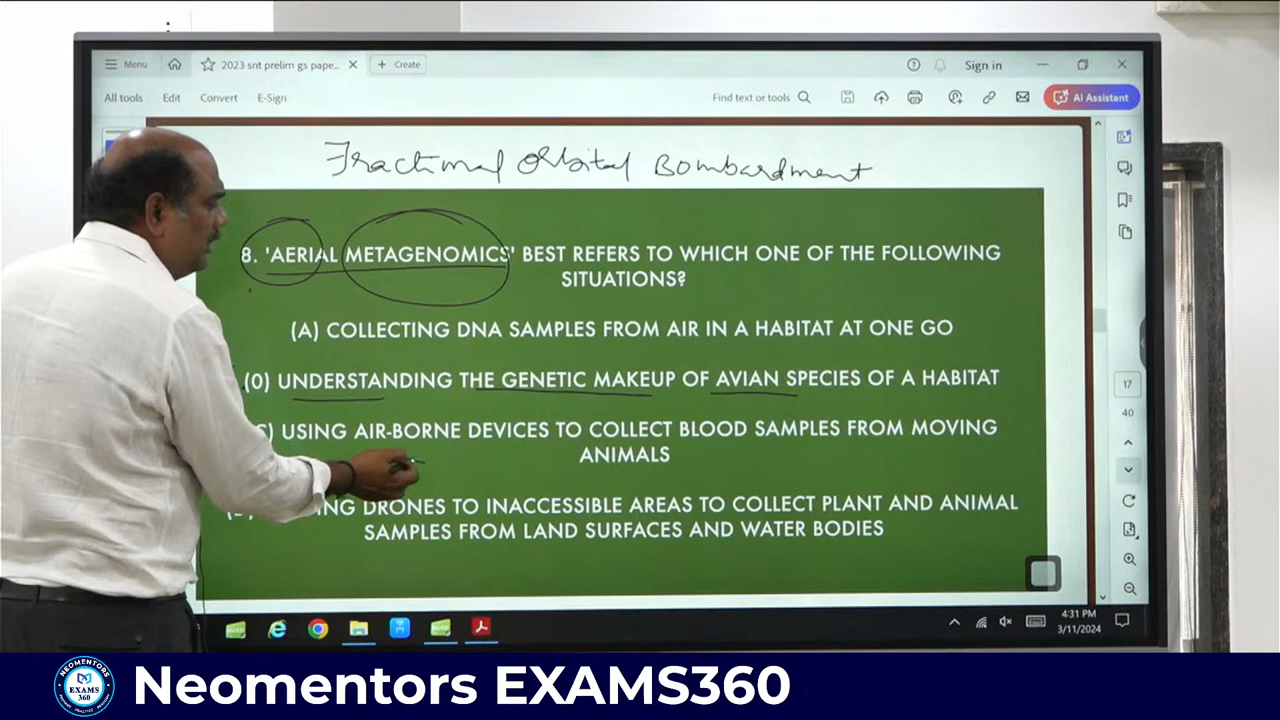 Menu 2023 snt prelim gs pape... Create Sign in
All tools Edit Convert E-Sign Find text or tools AI Assistant
Fractional Orbital Bombardment
8. 'AERIAL METAGENOMICS' BEST REFERS TO WHICH ONE OF THE FOLLOWING
SITUATIONS?
(A) COLLECTING DNA SAMPLES FROM AIR IN A HABITAT AT ONE GO
(0) UNDERSTANDING THE GENETIC MAKEUP OF AVIAN SPECIES OF A HABITAT
USING AIR-BORNE DEVICES TO COLLECT BLOOD SAMPLES FROM MOVING
ANIMALS
DRONES TO INACCESSIBLE AREAS TO COLLECT PLANT AND ANIMAL
SAMPLES FROM LAND SURFACES AND WATER BODIES
17
40
4:31 PM
3/11/2024
NEOMENTORS
EXAMS
360
Neomentors EXAMS360